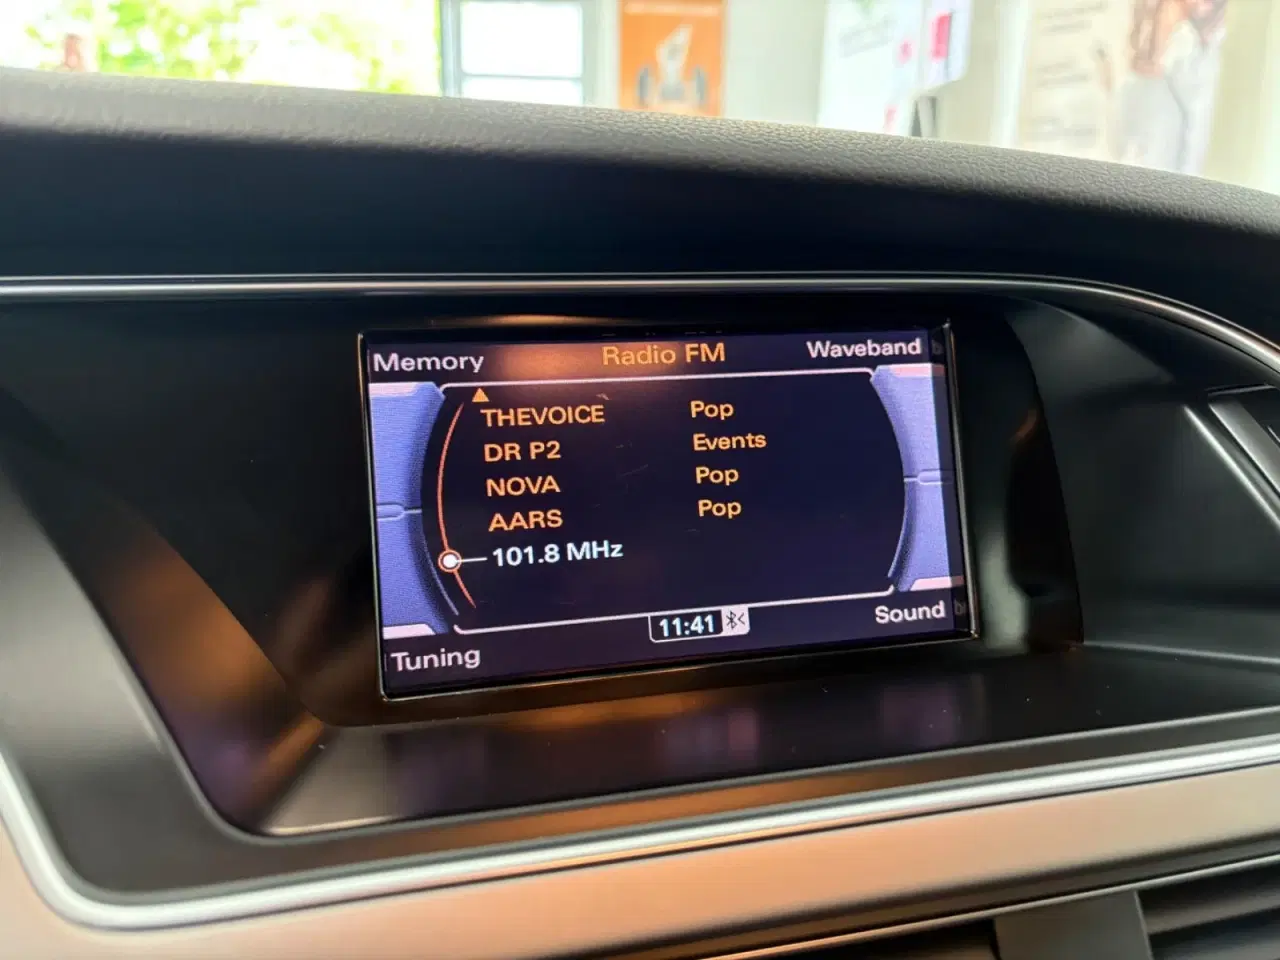 Memory Radio FM Waveband
THEVOICE Pop
DR P2 Events
NOVA Pop
AARS Pop
101.8 MHz
11:41
Sound
Tuning